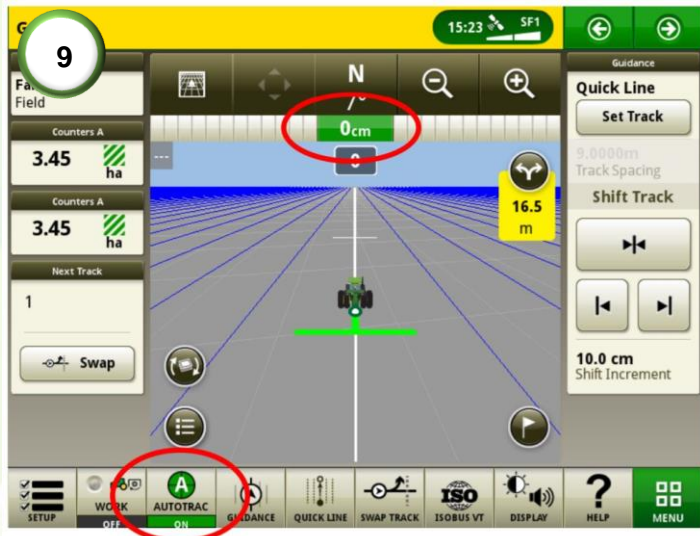 9
15:23 SF1
Field
Counters A
3.45 ha
Counters A
3.45 ha
Next Track
1
Swap
N
0cm
0
---
16.5
m
Guidance
Quick Line
Set Track
9.0000m
Track Spacing
Shift Track
10.0 cm
Shift Increment
SETUP
WORK
OFF
A
AUTOTRAC
ON
GUIDANCE
QUICK LINE
SWAP TRACK
ISO
ISOBUS VT
DISPLAY
?
HELP
MENU